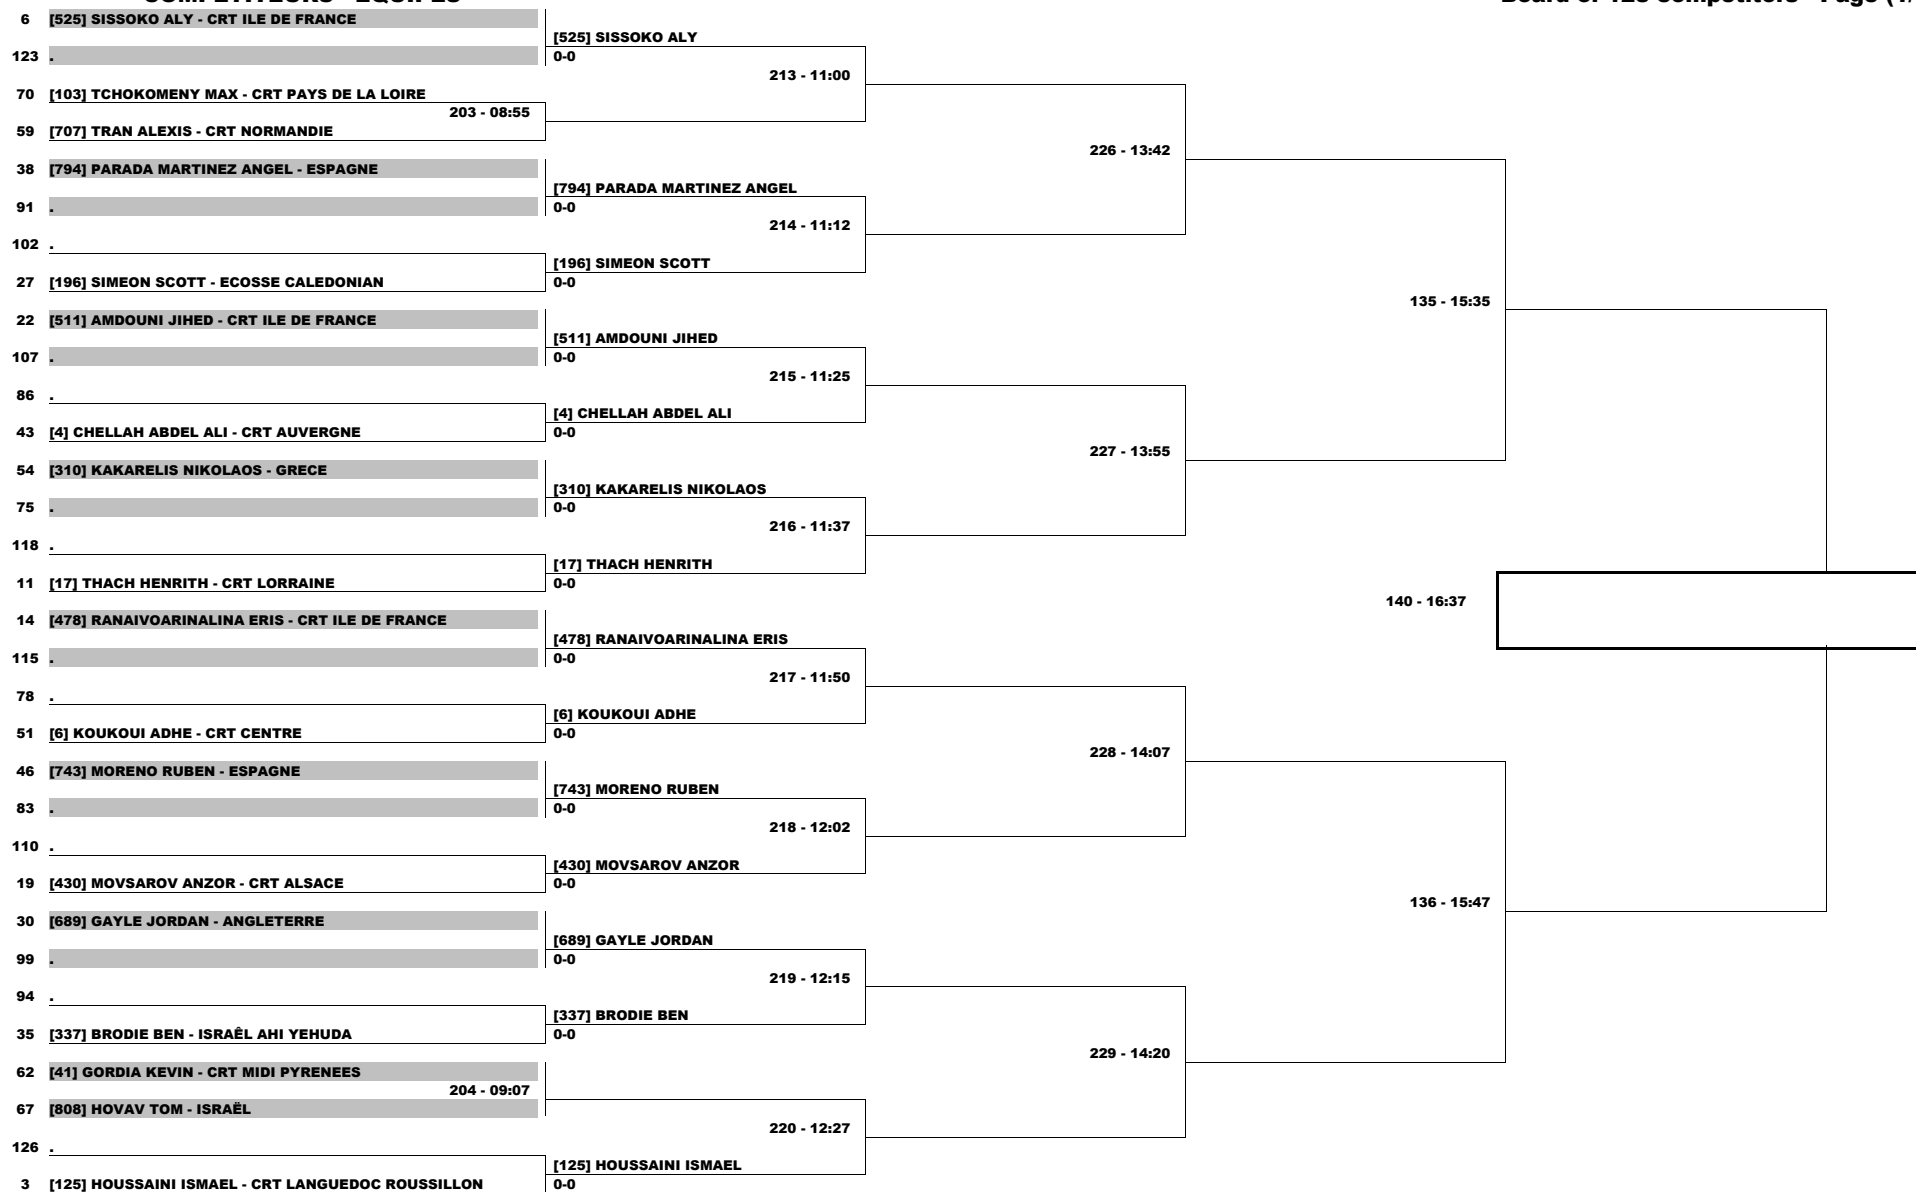 6 [525] SISSOKO ALY - CRT ILE DE FRANCE
[525] SISSOKO ALY
123 .
0-0
213 - 11:00
70 [103] TCHOKOMENY MAX - CRT PAYS DE LA LOIRE
203 - 08:55
59 [707] TRAN ALEXIS - CRT NORMANDIE
226 - 13:42
38 [794] PARADA MARTINEZ ANGEL - ESPAGNE
[794] PARADA MARTINEZ ANGEL
91 .
0-0
214 - 11:12
102 .
[196] SIMEON SCOTT
27 [196] SIMEON SCOTT - ECOSSE CALEDONIAN
0-0
135 - 15:35
22 [511] AMDOUNI JIHED - CRT ILE DE FRANCE
[511] AMDOUNI JIHED
107 .
0-0
215 - 11:25
86 .
[4] CHELLAH ABDEL ALI
43 [4] CHELLAH ABDEL ALI - CRT AUVERGNE
0-0
227 - 13:55
54 [310] KAKARELIS NIKOLAOS - GRECE
[310] KAKARELIS NIKOLAOS
75 .
0-0
216 - 11:37
118 .
[17] THACH HENRITH
11 [17] THACH HENRITH - CRT LORRAINE
0-0
140 - 16:37
14 [478] RANAIVOARINALINA ERIS - CRT ILE DE FRANCE
[478] RANAIVOARINALINA ERIS
115 .
0-0
217 - 11:50
78 .
[6] KOUKOUI ADHE
51 [6] KOUKOUI ADHE - CRT CENTRE
0-0
228 - 14:07
46 [743] MORENO RUBEN - ESPAGNE
[743] MORENO RUBEN
83 .
0-0
218 - 12:02
110 .
[430] MOVSAROV ANZOR
19 [430] MOVSAROV ANZOR - CRT ALSACE
0-0
136 - 15:47
30 [689] GAYLE JORDAN - ANGLETERRE
[689] GAYLE JORDAN
99 .
0-0
219 - 12:15
94 .
[337] BRODIE BEN
35 [337] BRODIE BEN - ISRAÊL AHI YEHUDA
0-0
229 - 14:20
62 [41] GORDIA KEVIN - CRT MIDI PYRENEES
204 - 09:07
67 [808] HOVAV TOM - ISRAËL
220 - 12:27
126 .
[125] HOUSSAINI ISMAEL
3 [125] HOUSSAINI ISMAEL - CRT LANGUEDOC ROUSSILLON
0-0